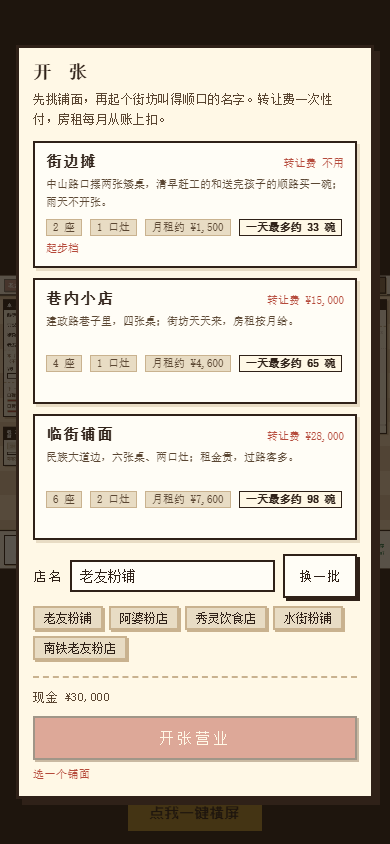 开 张
先挑铺面，再起个街坊叫得顺口的名字。转让费一次性
付，房租每月从账上扣。
街边摊
转让费 不用
中山路口摆两张矮桌，清早赶工的和送完孩子的顺路买一碗；
雨天不开张。
2 座
1 口灶
月租约 ¥1,500
一天最多约 33 碗
起步档
巷内小店
转让费 ¥15,000
建政路巷子里，四张桌；街坊天天来，房租按月给。
4 座
1 口灶
月租约 ¥4,600
一天最多约 65 碗
临街铺面
转让费 ¥28,000
民族大道边，六张桌、两口灶；租金贵，过路客多。
6 座
2 口灶
月租约 ¥7,600
一天最多约 98 碗
店名
老友粉铺
换一批
老友粉铺
阿婆粉店
秀灵饮食店
水街粉铺
南铁老友粉店
现金 ¥30,000
开张营业
选一个铺面
点我一键横屏